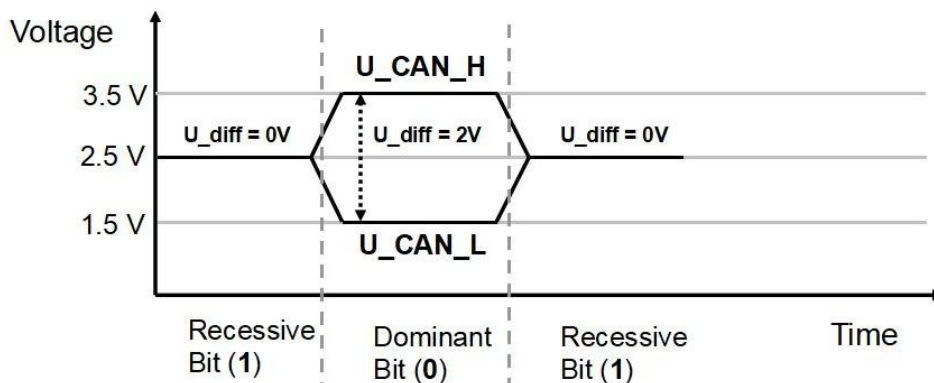 Voltage
U_CAN_H
3.5 V
U_diff = 0V
U_diff = 2V
U_diff = 0V
2.5 V
1.5 V
U_CAN_L
Recessive
Bit (1)
Dominant
Bit (0)
Recessive
Bit (1)
Time